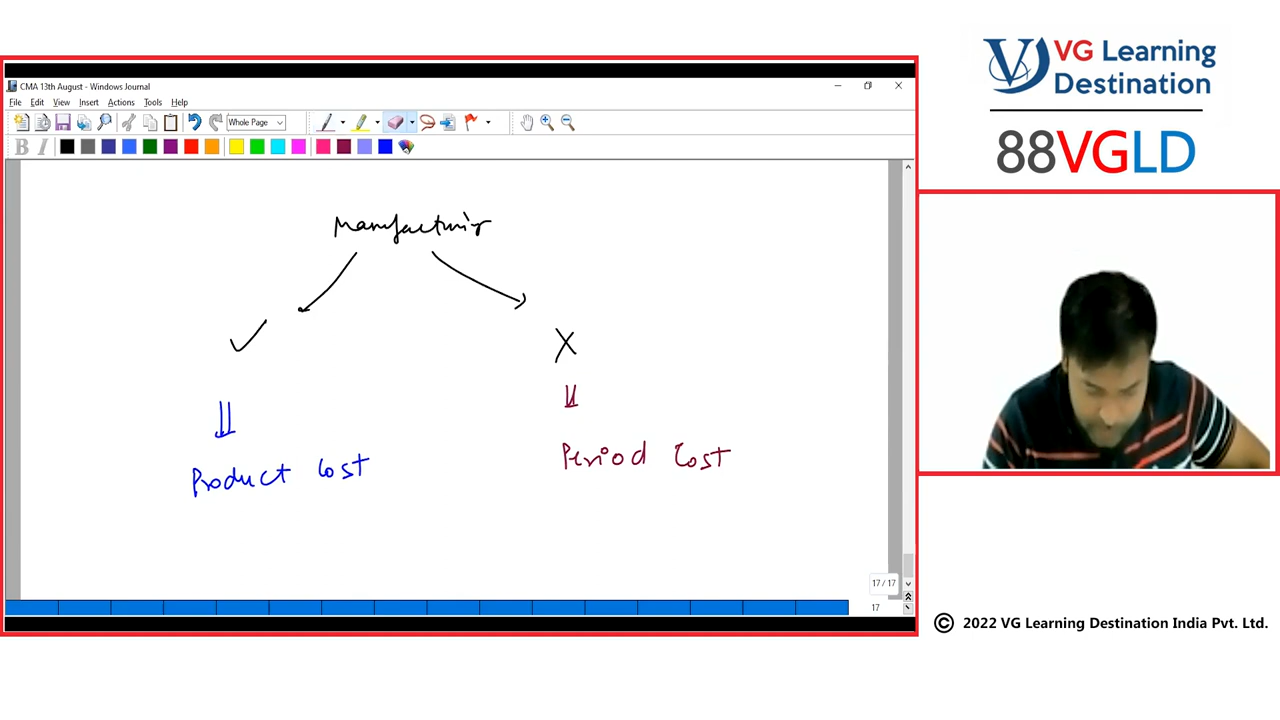 CMA 13th August - Windows Journal
File Edit View Insert Actions Tools Help
Whole Page
B I
Manufacturing
Product Cost
Period Cost
17 / 17
17
VG Learning
Destination
88VGLD
© 2022 VG Learning Destination India Pvt. Ltd.